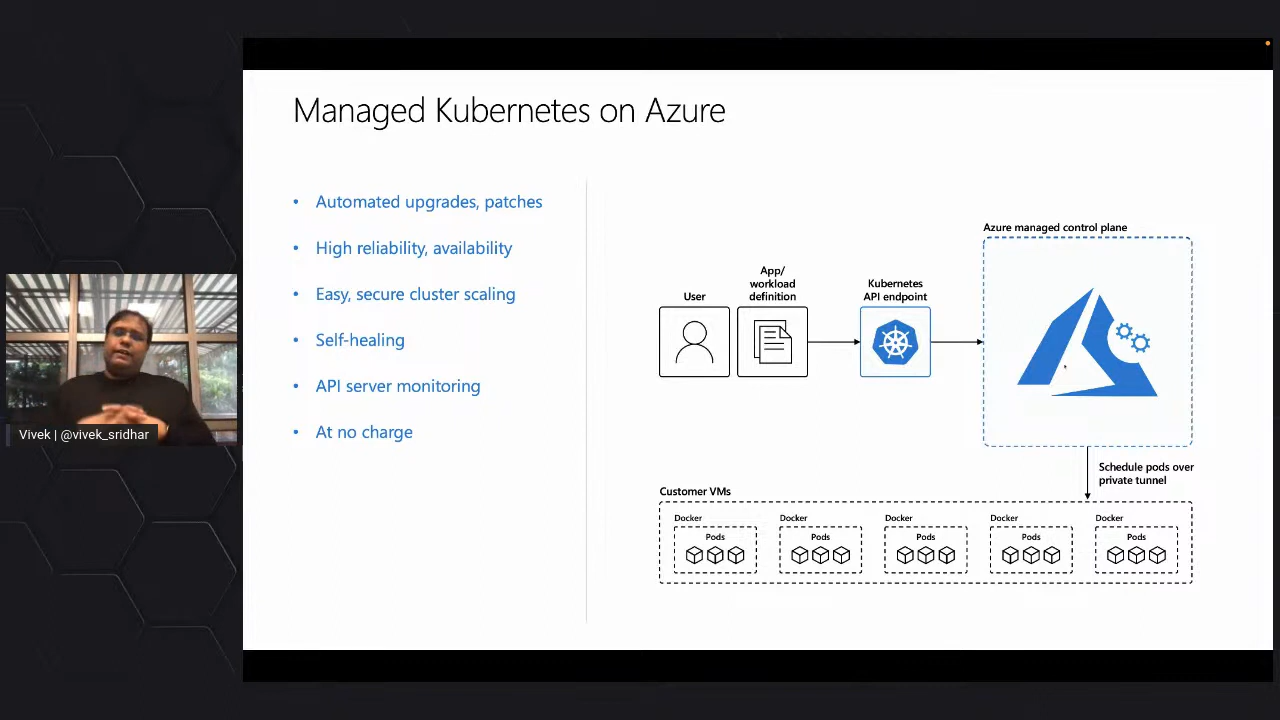 Managed Kubernetes on Azure
• Automated upgrades, patches
• High reliability, availability
• Easy, secure cluster scaling
• Self-healing
• API server monitoring
• At no charge
Azure managed control plane
User
App/
workload
definition
Kubernetes
API endpoint
Schedule pods over
private tunnel
Customer VMs
Docker
Pods
Docker
Pods
Docker
Pods
Docker
Pods
Docker
Pods
Vivek | @vivek_sridhar